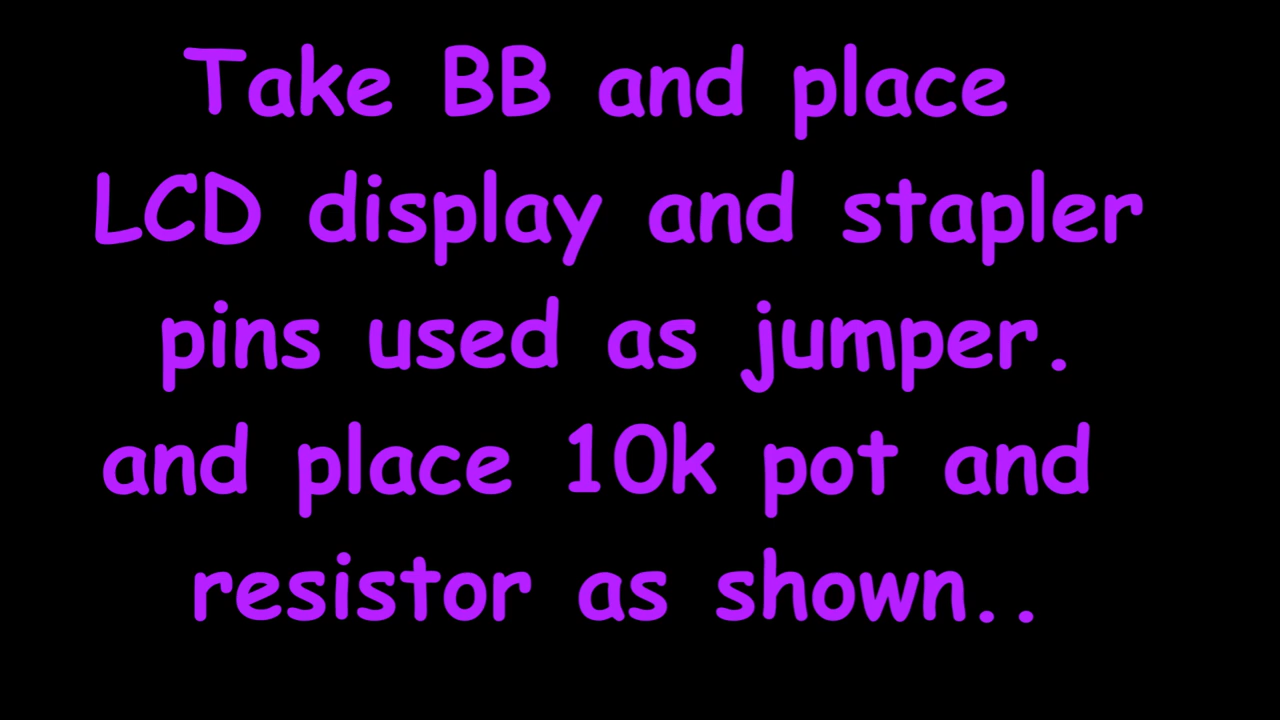 Take BB and place
LCD display and stapler
pins used as jumper.
and place 10k pot and
resistor as shown..